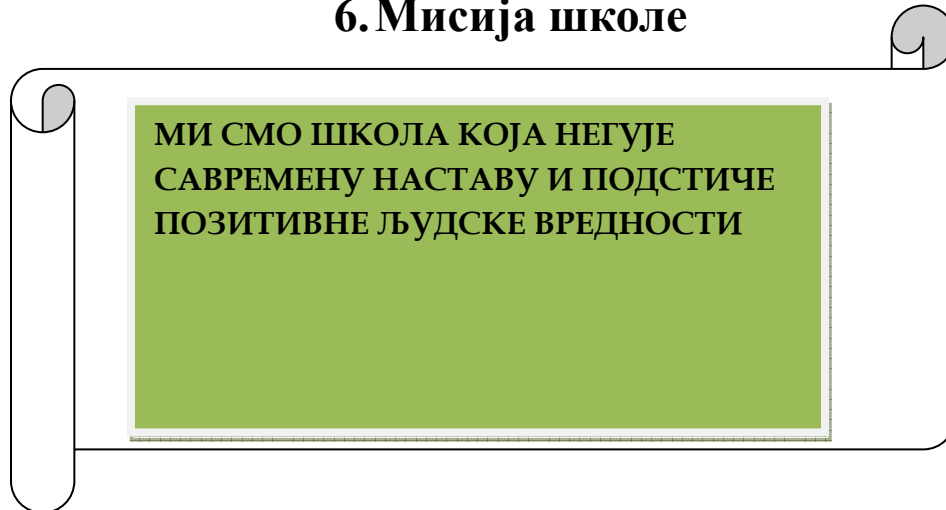 6. Мисија школе
МИ СМО ШКОЛА КОЈА НЕГУЈЕ
САВРЕМЕНУ НАСТАВУ И ПОДСТИЧЕ
ПОЗИТИВНЕ ЉУДСКЕ ВРЕДНОСТИ